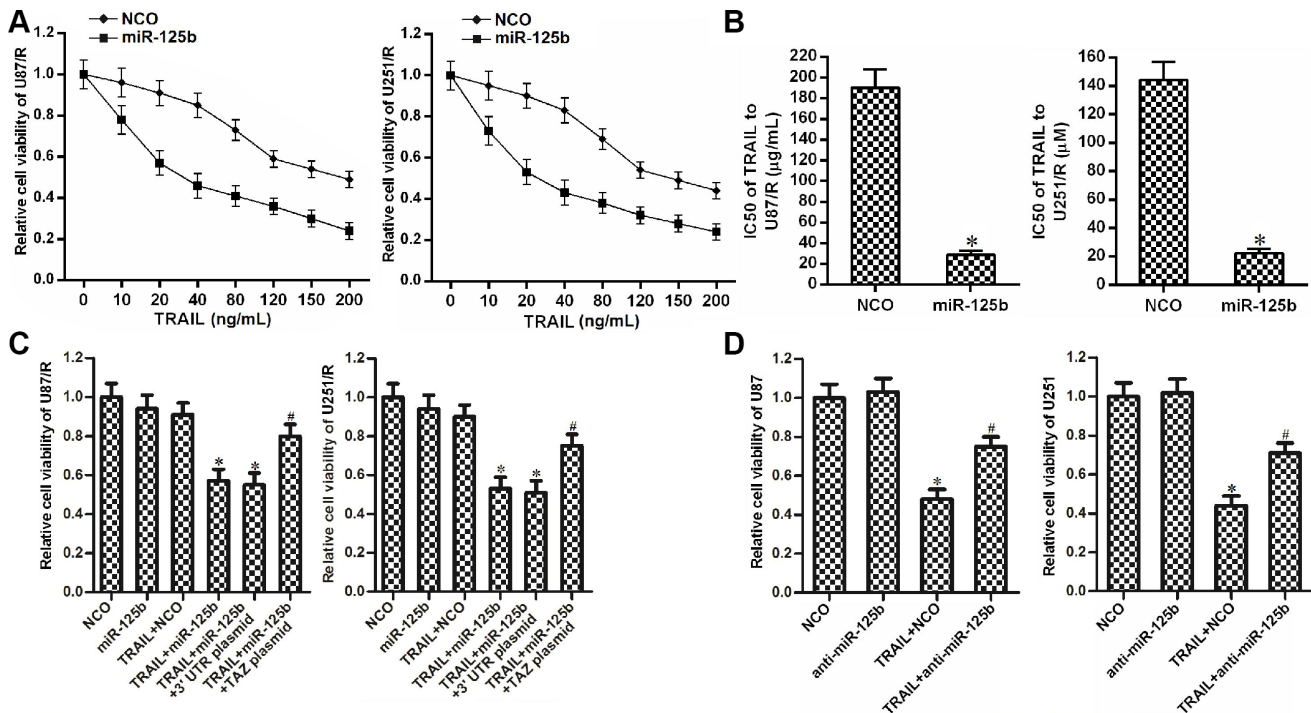 A
NCO
miR-125b
Relative cell viability of U87/R
1.2
1.0
0.8
0.6
0.4
0.2
0.0
0 10 20 40 80 120 150 200
TRAIL (ng/mL)
NCO
miR-125b
Relative cell viability of U251/R
1.2
1.0
0.8
0.6
0.4
0.2
0.0
0 10 20 40 80 120 150 200
TRAIL (ng/mL)
B
IC50 of TRAIL to
U87/R (µg/mL)
220
200
180
160
140
120
100
80
60
40
20
0
*
NCO miR-125b
IC50 of TRAIL to
U251/R (µM)
160
140
120
100
80
60
40
20
0
*
NCO miR-125b
C
Relative cell viability of U87/R
1.2
1.0
0.8
0.6
0.4
0.2
0.0
* * #
NCO
miR-125b
TRAIL+NCO
TRAIL+miR-125b
TRAIL+miR-125b
+3' UTR plasmid
TRAIL+miR-125b
+TAZ plasmid
Relative cell viability of U251/R
1.2
1.0
0.8
0.6
0.4
0.2
0.0
* * #
NCO
miR-125b
TRAIL+NCO
TRAIL+miR-125b
TRAIL+miR-125b
+3' UTR plasmid
TRAIL+miR-125b
+TAZ plasmid
D
Relative cell viability of U87
1.2
1.0
0.8
0.6
0.4
0.2
0.0
* #
NCO
anti-miR-125b
TRAIL+NCO
TRAIL+anti-miR-125b
Relative cell viability of U251
1.2
1.0
0.8
0.6
0.4
0.2
0.0
* #
NCO
anti-miR-125b
TRAIL+NCO
TRAIL+anti-miR-125b